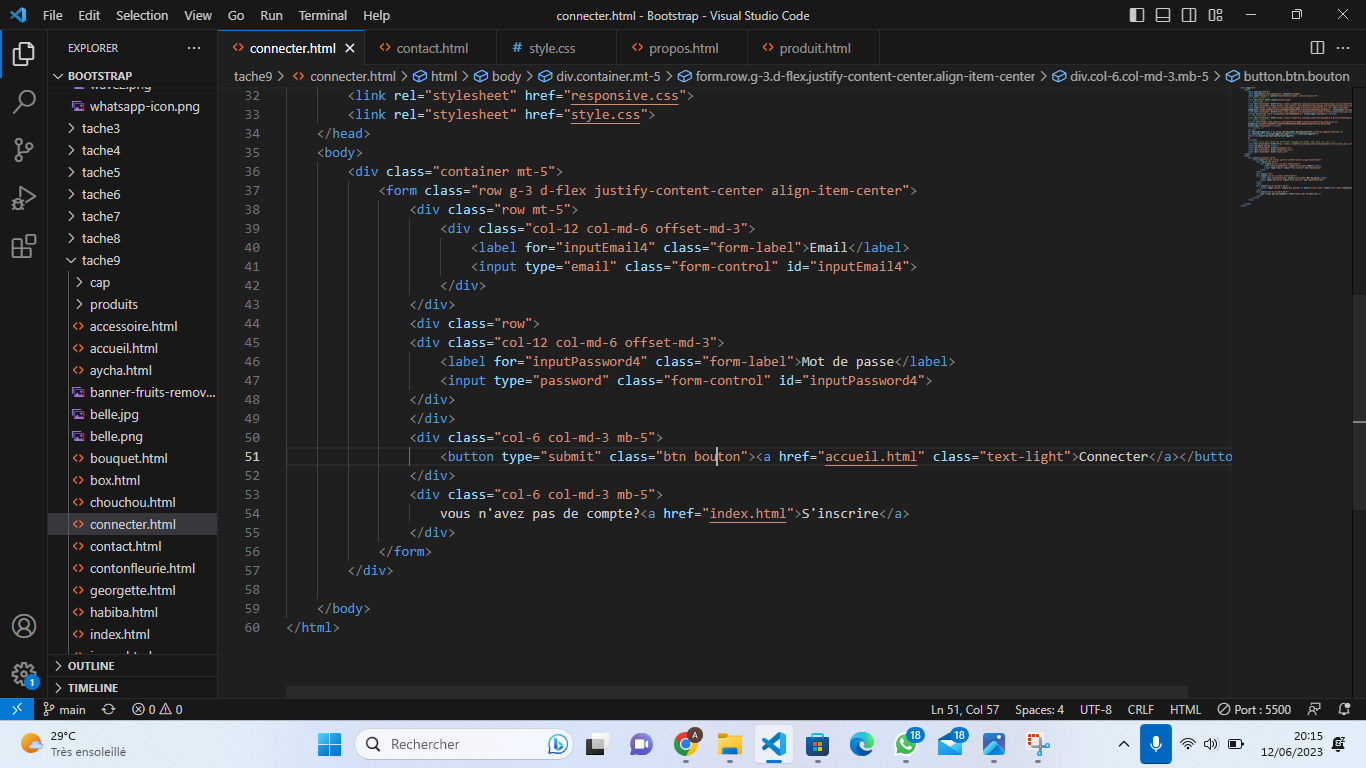 File Edit Selection View Go Run Terminal Help
connecter.html - Bootstrap - Visual Studio Code
EXPLORER
connecter.html
contact.html
style.css
propos.html
produit.html
BOOTSTRAP
tache9 > connecter.html > html > body > div.container.mt-5 > form.row.g-3.d-flex.justify-content-center.align-item-center > div.col-6.col-md-3.mb-5 > button.btn.bouton
wave2.png
whatsapp-icon.png
tache3
tache4
tache5
tache6
tache7
tache8
tache9
cap
produits
accessoire.html
accueil.html
aycha.html
banner-fruits-remov...
belle.jpg
belle.png
bouquet.html
box.html
chouchou.html
connecter.html
contact.html
contonfleurie.html
georgette.html
habiba.html
index.html
OUTLINE
TIMELINE
32 <link rel="stylesheet" href="responsive.css">
33 <link rel="stylesheet" href="style.css">
34 </head>
35 <body>
36 <div class="container mt-5">
37 <form class="row g-3 d-flex justify-content-center align-item-center">
38 <div class="row mt-5">
39 <div class="col-12 col-md-6 offset-md-3">
40 <label for="inputEmail4" class="form-label">Email</label>
41 <input type="email" class="form-control" id="inputEmail4">
42 </div>
43 </div>
44 <div class="row">
45 <div class="col-12 col-md-6 offset-md-3">
46 <label for="inputPassword4" class="form-label">Mot de passe</label>
47 <input type="password" class="form-control" id="inputPassword4">
48 </div>
49 </div>
50 <div class="col-6 col-md-3 mb-5">
51 <button type="submit" class="btn bouton"><a href="accueil.html" class="text-light">Connecter</a></butto
52 </div>
53 <div class="col-6 col-md-3 mb-5">
54 vous n'avez pas de compte?<a href="index.html">S'inscrire</a>
55 </div>
56 </form>
57 </div>
58
59 </body>
60 </html>
1
main 0 0 Ln 51, Col 57 Spaces: 4 UTF-8 CRLF HTML Port : 5500
29°C
Très ensoleillé
Rechercher
A
18
18
20:15
12/06/2023